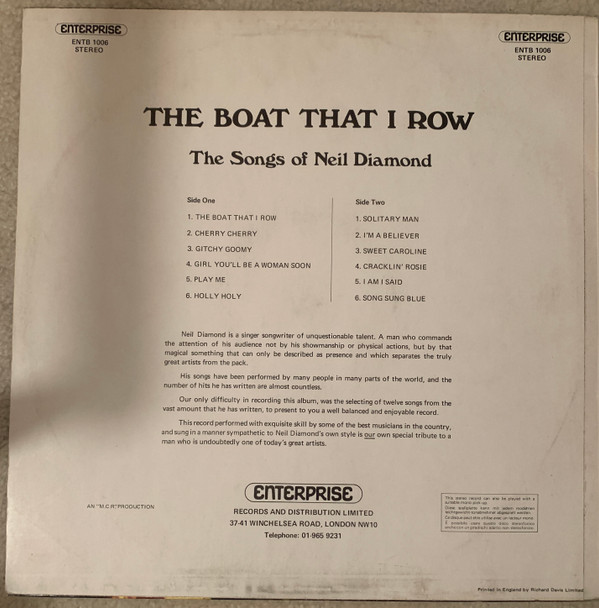 ENTERPRISE
ENTB 1006
STEREO
ENTERPRISE
ENTB 1006
STEREO
THE BOAT THAT I ROW
The Songs of Neil Diamond
Side One
1. THE BOAT THAT I ROW
2. CHERRY CHERRY
3. GITCHY GOOMY
4. GIRL YOU'LL BE A WOMAN SOON
5. PLAY ME
6. HOLLY HOLY
Side Two
1. SOLITARY MAN
2. I'M A BELIEVER
3. SWEET CAROLINE
4. CRACKLIN' ROSIE
5. I AM I SAID
6. SONG SUNG BLUE
Neil Diamond is a singer songwriter of unquestionable talent. A man who commands
the attention of his audience not by his showmanship or physical actions, but by that
magical something that can only be described as presence and which separates the truly
great artists from the pack.
His songs have been performed by many people in many parts of the world, and the
number of hits he has written are almost countless.
Our only difficulty in recording this album, was the selecting of twelve songs from the
vast amount that he has written, to present to you a well balanced and enjoyable record.
This record performed with exquisite skill by some of the best musicians in the country,
and sung in a manner sympathetic to Neil Diamond's own style is our own special tribute to a
man who is undoubtedly one of today's great artists.
AN "M.C.R" PRODUCTION
ENTERPRISE
RECORDS AND DISTRIBUTION LIMITED
37-41 WINCHELSEA ROAD, LONDON NW10
Telephone: 01-965 9231
This stereo record can also be played with a
Printed in England by Richard Davis Limited